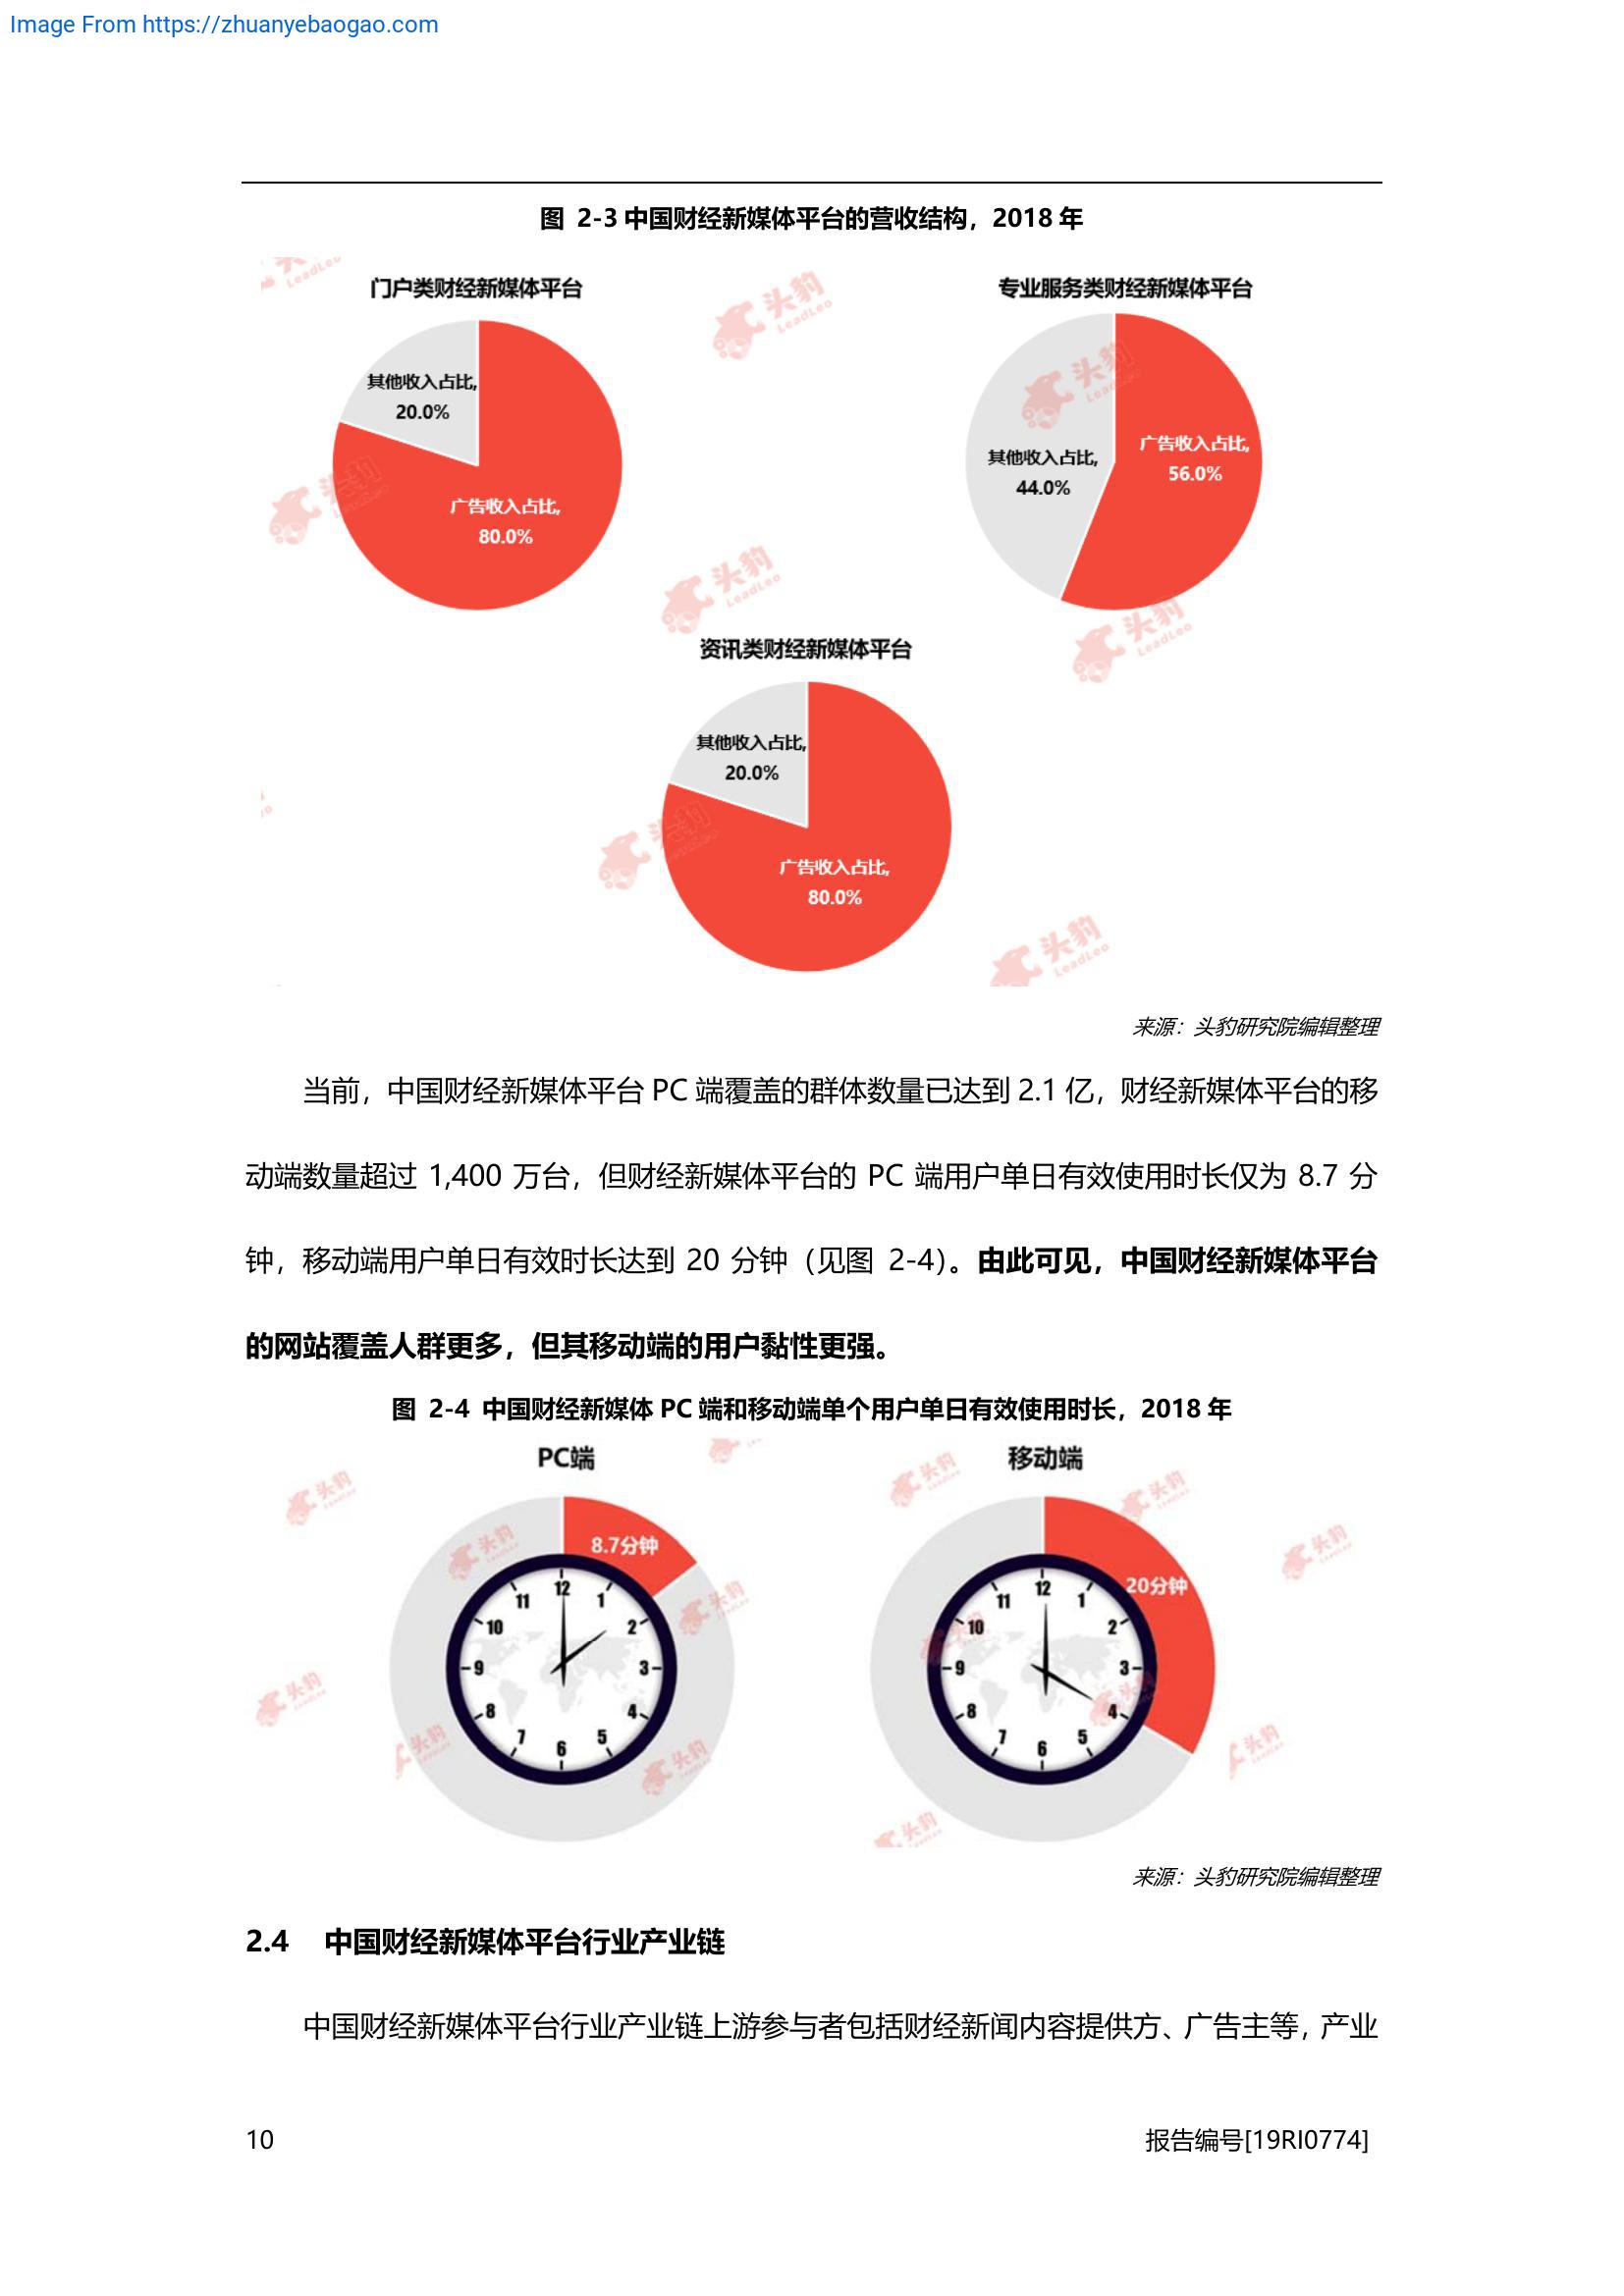 Image From https://zhuanyebaogao.com
图 2-3 中国财经新媒体平台的营收结构，2018 年
门户类财经新媒体平台
其他收入占比,
20.0%
广告收入占比,
80.0%
专业服务类财经新媒体平台
广告收入占比,
56.0%
其他收入占比,
44.0%
资讯类财经新媒体平台
其他收入占比,
20.0%
广告收入占比,
80.0%
头豹
LeadLeo
来源：头豹研究院编辑整理
当前，中国财经新媒体平台 PC 端覆盖的群体数量已达到 2.1 亿，财经新媒体平台的移
动端数量超过 1,400 万台，但财经新媒体平台的 PC 端用户单日有效使用时长仅为 8.7 分
钟，移动端用户单日有效时长达到 20 分钟（见图 2-4）。由此可见，中国财经新媒体平台
的网站覆盖人群更多，但其移动端的用户黏性更强。
图 2-4 中国财经新媒体 PC 端和移动端单个用户单日有效使用时长，2018 年
PC端
8.7分钟
12
1
2
3
4
5
6
7
8
9
10
11
移动端
20分钟
12
1
2
3
4
5
6
7
8
9
10
11
来源：头豹研究院编辑整理
2.4 中国财经新媒体平台行业产业链
中国财经新媒体平台行业产业链上游参与者包括财经新闻内容提供方、广告主等，产业
10
报告编号[19RI0774]